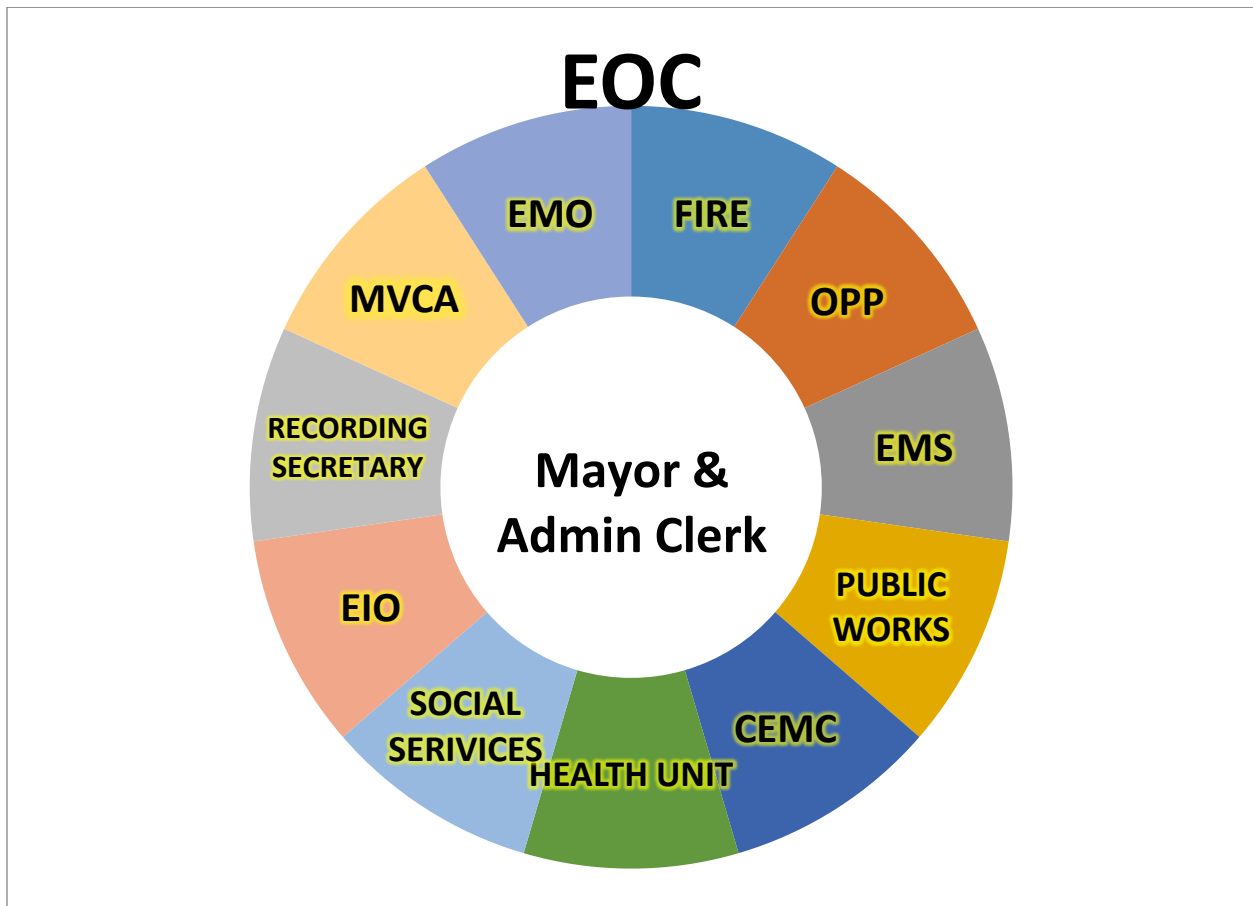 EOC
EMO
FIRE
MVCA
OPP
RECORDING
SECRETARY
EMS
Mayor &
Admin Clerk
EIO
PUBLIC
WORKS
SOCIAL
SERIVICES
CEMC
HEALTH UNIT